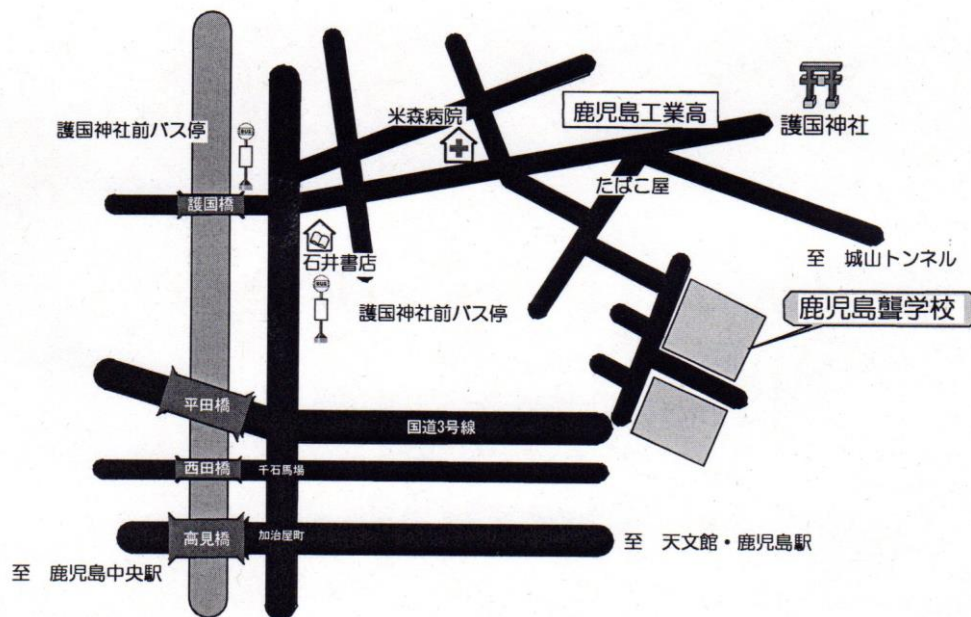 護国神社前バス停
BUS
米森病院
鹿児島工業高
護国神社
護国橋
たばこ屋
石井書店
至 城山トンネル
BUS
護国神社前バス停
鹿児島聾学校
平田橋
国道3号線
西田橋
千石馬場
高見橋
加治屋町
至 天文館・鹿児島駅
至 鹿児島中央駅